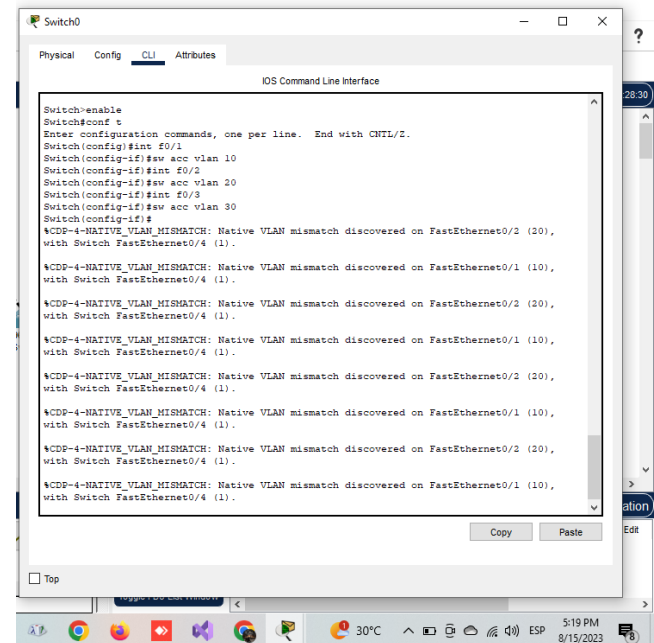 Switch0
?
Physical Config CLI Attributes
IOS Command Line Interface
:28:30
Switch>enable
Switch#conf t
Enter configuration commands, one per line.  End with CNTL/Z.
Switch(config)#int f0/1
Switch(config-if)#sw acc vlan 10
Switch(config-if)#int f0/2
Switch(config-if)#sw acc vlan 20
Switch(config-if)#int f0/3
Switch(config-if)#sw acc vlan 30
Switch(config-if)#
%CDP-4-NATIVE_VLAN_MISMATCH: Native VLAN mismatch discovered on FastEthernet0/2 (20),
with Switch FastEthernet0/4 (1).
%CDP-4-NATIVE_VLAN_MISMATCH: Native VLAN mismatch discovered on FastEthernet0/1 (10),
with Switch FastEthernet0/4 (1).
%CDP-4-NATIVE_VLAN_MISMATCH: Native VLAN mismatch discovered on FastEthernet0/2 (20),
with Switch FastEthernet0/4 (1).
%CDP-4-NATIVE_VLAN_MISMATCH: Native VLAN mismatch discovered on FastEthernet0/1 (10),
with Switch FastEthernet0/4 (1).
%CDP-4-NATIVE_VLAN_MISMATCH: Native VLAN mismatch discovered on FastEthernet0/2 (20),
with Switch FastEthernet0/4 (1).
%CDP-4-NATIVE_VLAN_MISMATCH: Native VLAN mismatch discovered on FastEthernet0/1 (10),
with Switch FastEthernet0/4 (1).
%CDP-4-NATIVE_VLAN_MISMATCH: Native VLAN mismatch discovered on FastEthernet0/2 (20),
with Switch FastEthernet0/4 (1).
%CDP-4-NATIVE_VLAN_MISMATCH: Native VLAN mismatch discovered on FastEthernet0/1 (10),
with Switch FastEthernet0/4 (1).
ation
Copy Paste
Edit
Top
Toggle PDU List Window
30°C ESP 5:19 PM
8/15/2023
8